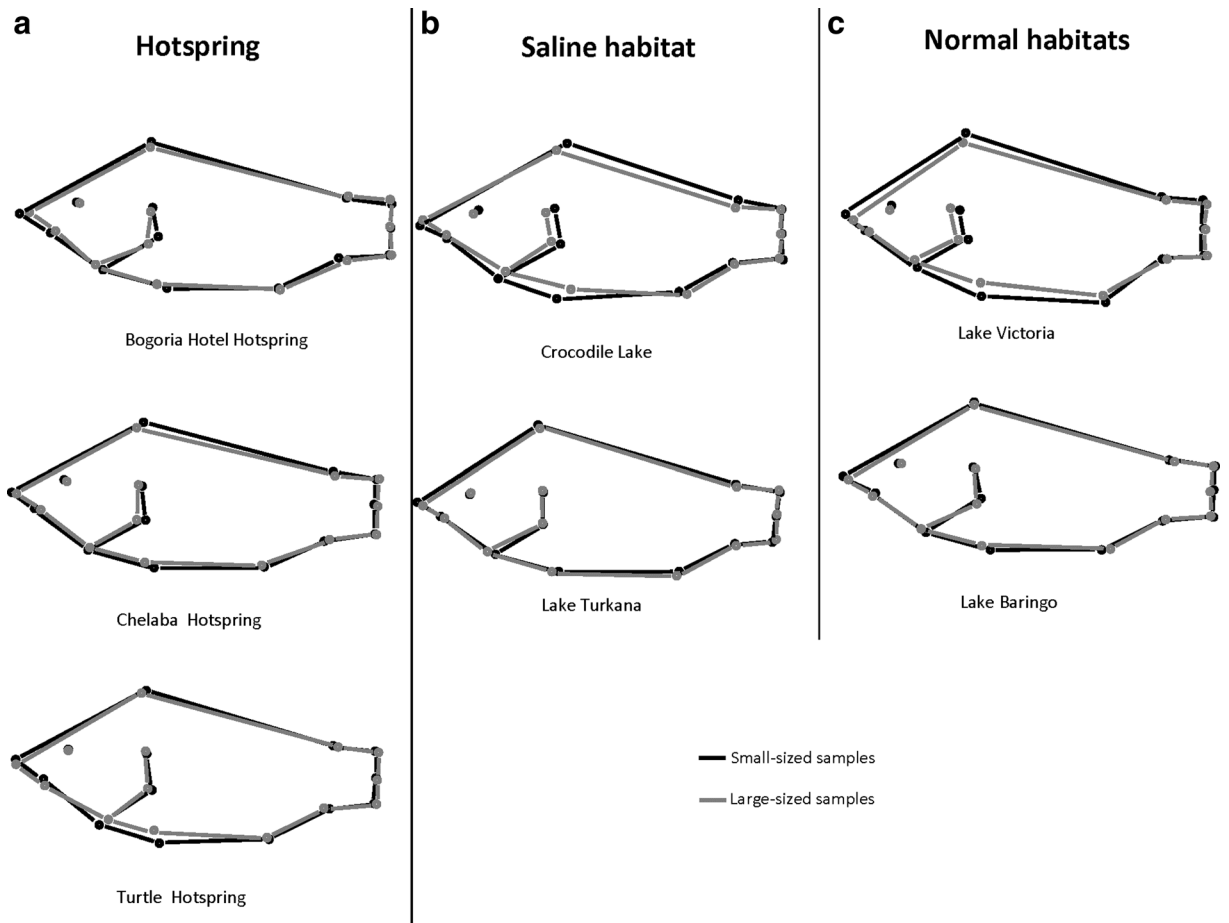 a
Hotspring
Bogoria Hotel Hotspring
Chelaba Hotspring
Turtle Hotspring
b
Saline habitat
Crocodile Lake
Lake Turkana
c
Normal habitats
Lake Victoria
Lake Baringo
Small-sized samples
Large-sized samples